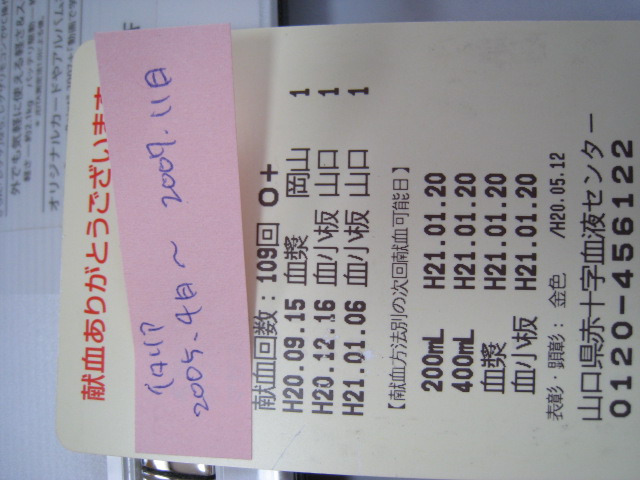 献血ありがとうございます
2005.4月〜2009.11月
献血回数：109回 O+
H20.09.15 血漿 岡山 1
H20.12.16 血小板 山口 1
H21.01.06 血小板 山口 1
【献血方法別の次回献血可能日】
200mL H21.01.20
400mL H21.01.20
血漿 H21.01.20
血小板 H21.01.20
表彰・顕彰：金色 /H20.05.12
山口県赤十字血液センター
0120-456122